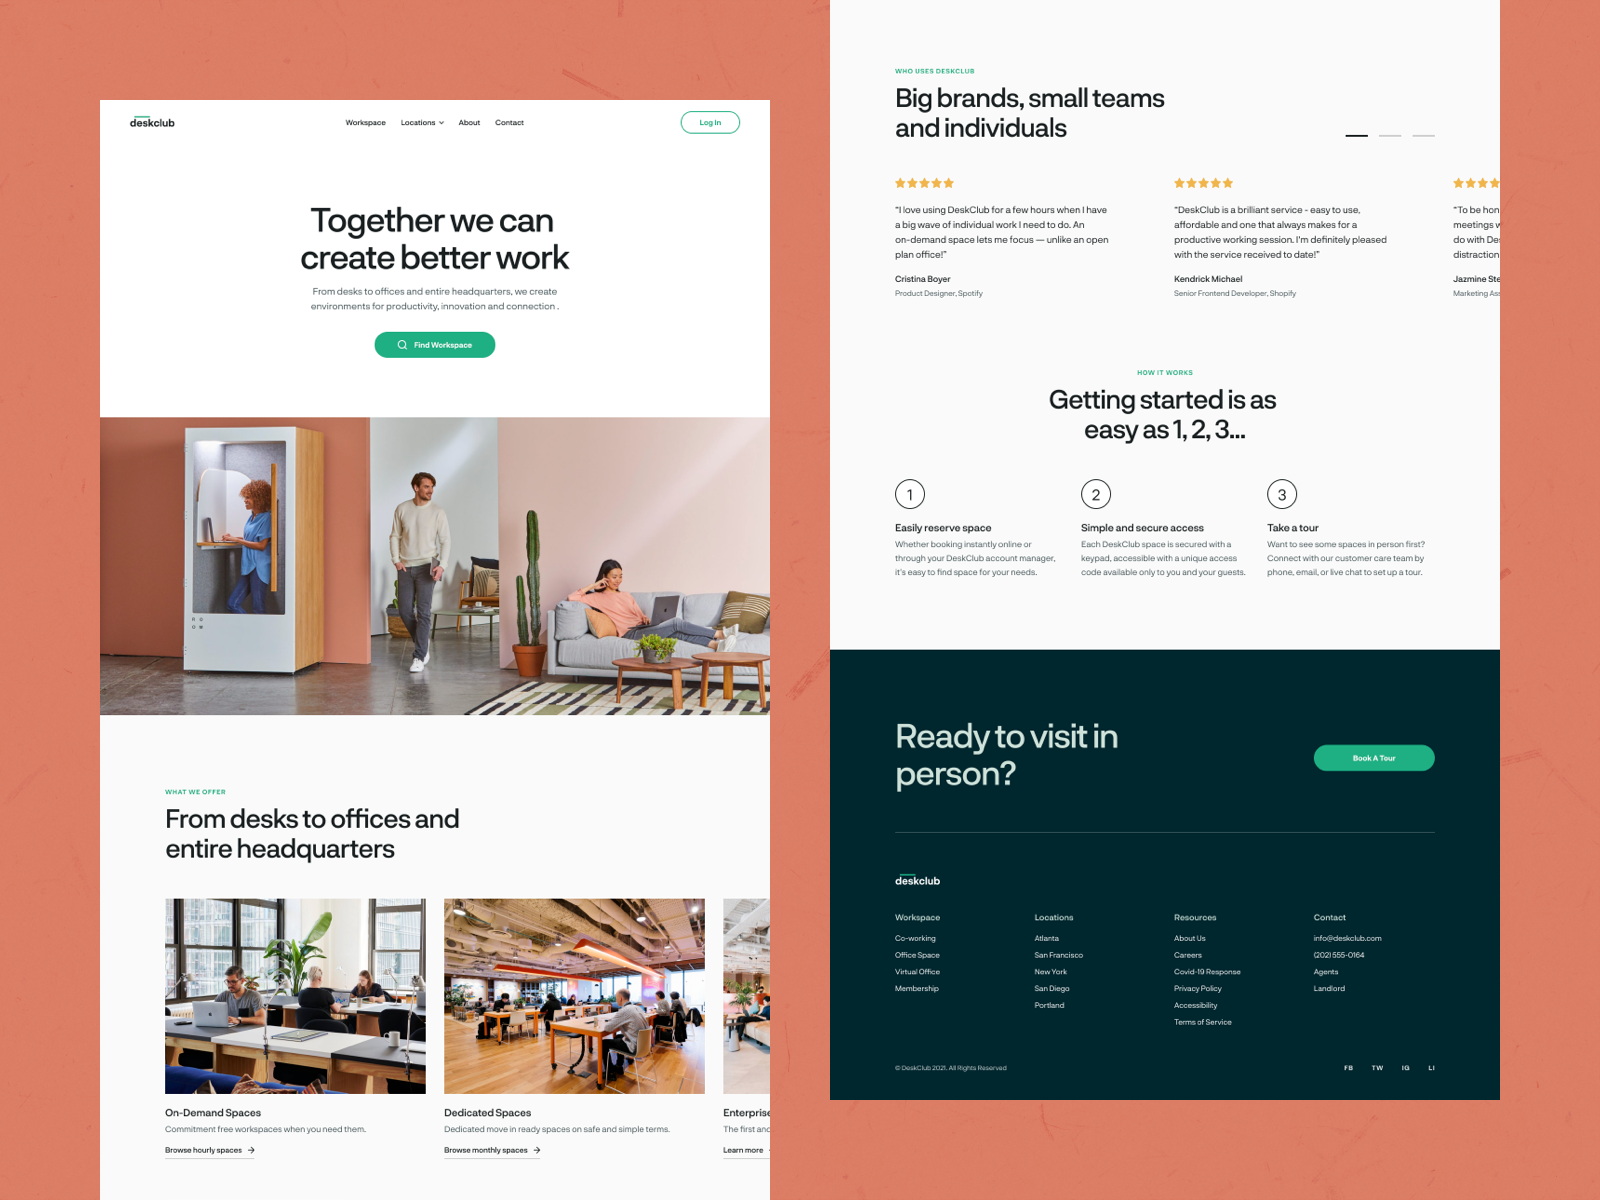 deskclub
Workspace
Locations
About
Contact
Log In
Together we can
create better work
From desks to offices and entire headquarters, we create
environments for productivity, innovation and connection .
Find Workspace
WHAT WE OFFER
From desks to offices and
entire headquarters
On-Demand Spaces
Commitment free workspaces when you need them.
Browse hourly spaces
Dedicated Spaces
Dedicated move in ready spaces on safe and simple terms.
Browse monthly spaces
Enterprise
The first and
Learn more
WHO USES DESKCLUB
Big brands, small teams
and individuals
“I love using DeskClub for a few hours when I have
a big wave of individual work I need to do. An
on-demand space lets me focus — unlike an open
plan office!”
Cristina Boyer
Product Designer, Spotify
“DeskClub is a brilliant service - easy to use,
affordable and one that always makes for a
productive working session. I'm definitely pleased
with the service received to date!”
Kendrick Michael
Senior Frontend Developer, Shopify
“To be hon
meetings w
do with Des
distraction
Jazmine Ste
Marketing Ass
HOW IT WORKS
Getting started is as
easy as 1, 2, 3...
1
Easily reserve space
Whether booking instantly online or
through your DeskClub account manager,
it's easy to find space for your needs.
2
Simple and secure access
Each DeskClub space is secured with a
keypad, accessible with a unique access
code available only to you and your guests.
3
Take a tour
Want to see some spaces in person first?
Connect with our customer care team by
phone, email, or live chat to set up a tour.
Ready to visit in
person?
Book A Tour
deskclub
Workspace
Co-working
Office Space
Virtual Office
Membership
Locations
Atlanta
San Francisco
New York
San Diego
Portland
Resources
About Us
Careers
Covid-19 Response
Privacy Policy
Accessibility
Terms of Service
Contact
info@deskclub.com
(202) 555-0164
Agents
Landlord
© DeskClub 2021. All Rights Reserved
FB
TW
IG
LI